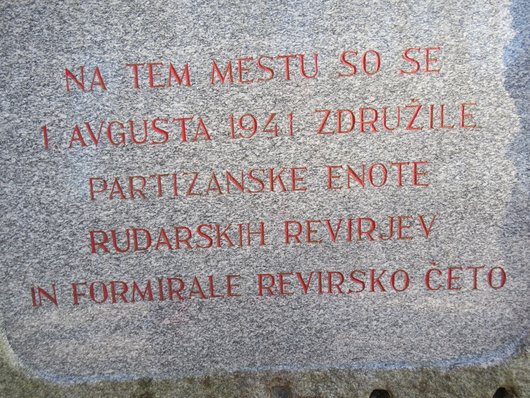 NA TEM MESTU SO SE
1. AVGUSTA 1941. ZDRUŽILE
PARTIZANSKE ENOTE
RUDARSKIH REVIRJEV
IN FORMIRALE REVIRSKO ČETO